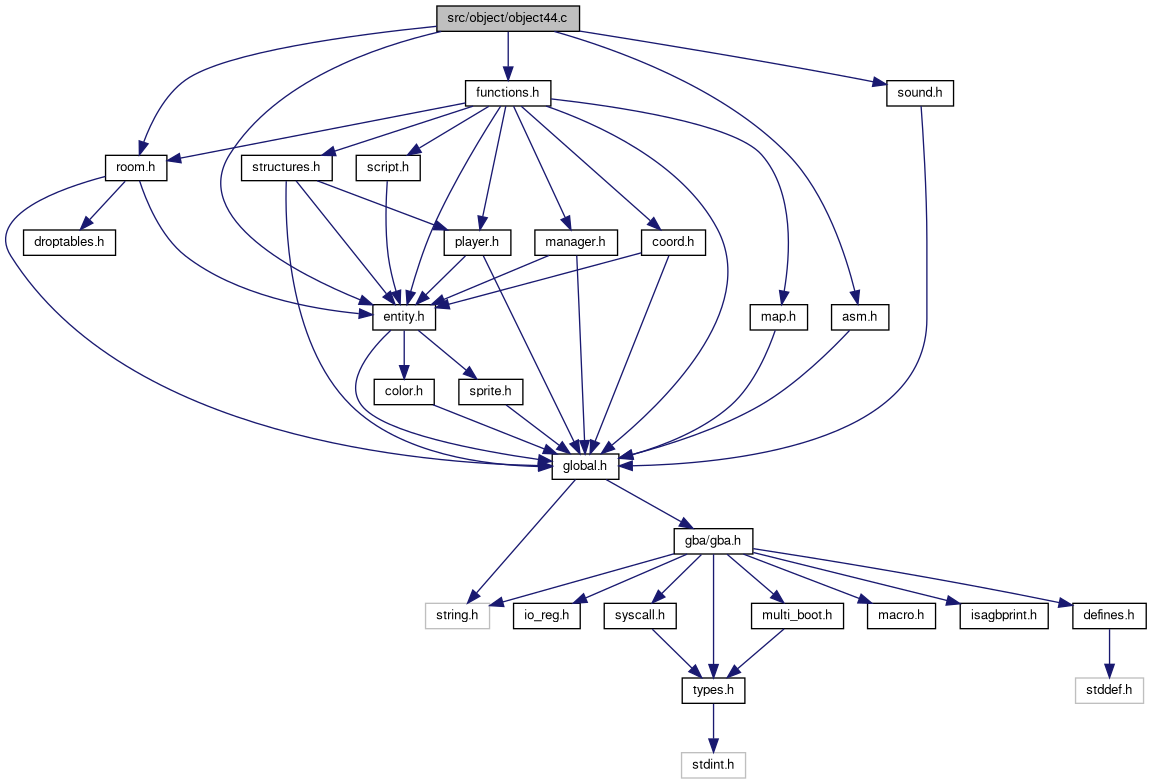 src/object/object44.c
functions.h
sound.h
room.h
structures.h
script.h
droptables.h
player.h
manager.h
coord.h
entity.h
map.h
asm.h
color.h
sprite.h
global.h
gba/gba.h
string.h
io_reg.h
syscall.h
multi_boot.h
macro.h
isagbprint.h
defines.h
types.h
stddef.h
stdint.h